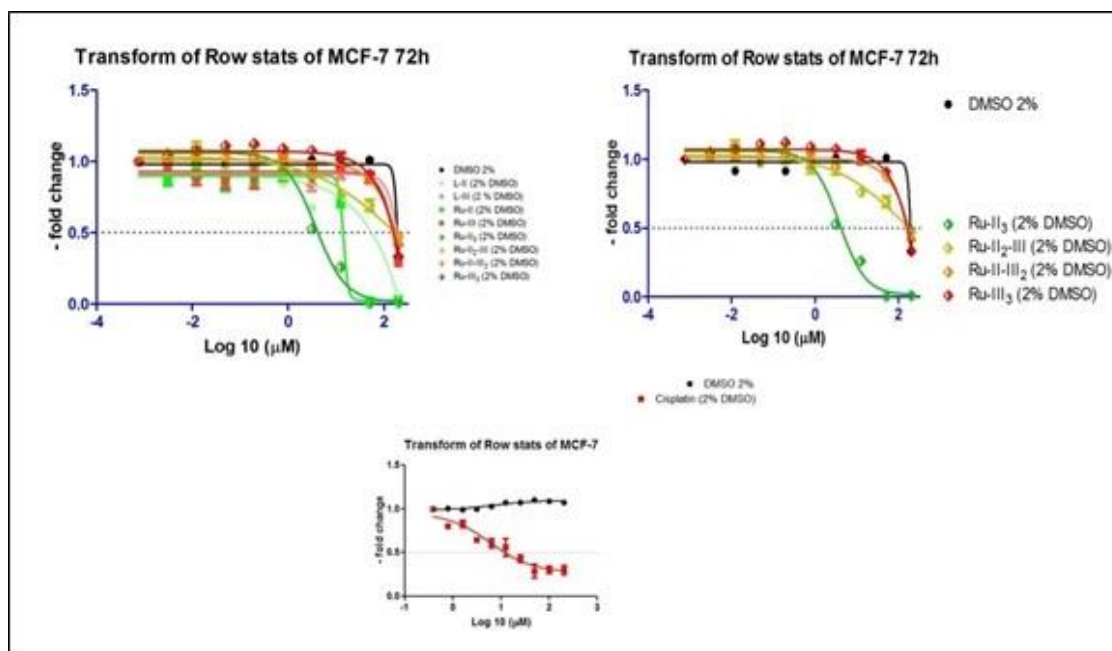 Transform of Row stats of MCF-7 72h
- fold change
1.5
1.0
0.5
0.0
-4
-2
0
2
4
Log 10 (µM)
DMSO 2%
L-II (2% DMSO)
L-III (2 % DMSO)
Ru-II (2% DMSO)
Ru-III (2% DMSO)
Ru-II₃ (2% DMSO)
Ru-II₂-III (2% DMSO)
Ru-II-III₂ (2% DMSO)
Ru-III₃ (2% DMSO)
Transform of Row stats of MCF-7 72h
- fold change
1.5
1.0
0.5
0.0
-4
-2
0
2
Log 10 (µM)
DMSO 2%
Ru-II₃ (2% DMSO)
Ru-II₂-III (2% DMSO)
Ru-II-III₂ (2% DMSO)
Ru-III₃ (2% DMSO)
DMSO 2%
Crisplatin (2% DMSO)
Transform of Row stats of MCF-7
- fold change
1.5
1.0
0.5
0.0
-1
0
1
2
3
Log 10 (µM)